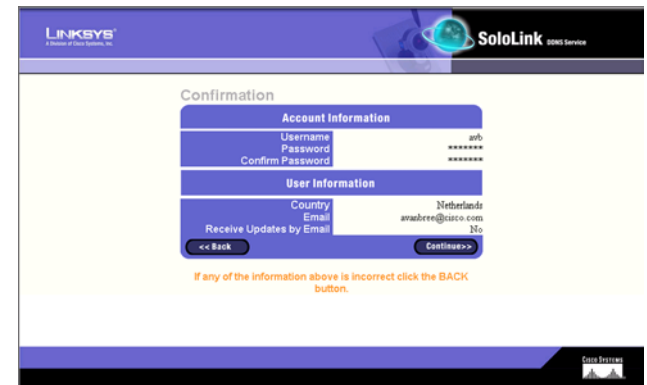 LINKSYS®
A Division of Cisco Systems, Inc.
SoloLink DDNS Service
Confirmation
Account Information
Username avb
Password *******
Confirm Password *******
User Information
Country Netherlands
Email avanbree@cisco.com
Receive Updates by Email No
<< Back
Continue>>
If any of the information above is incorrect click the BACK
button.
CISCO SYSTEMS